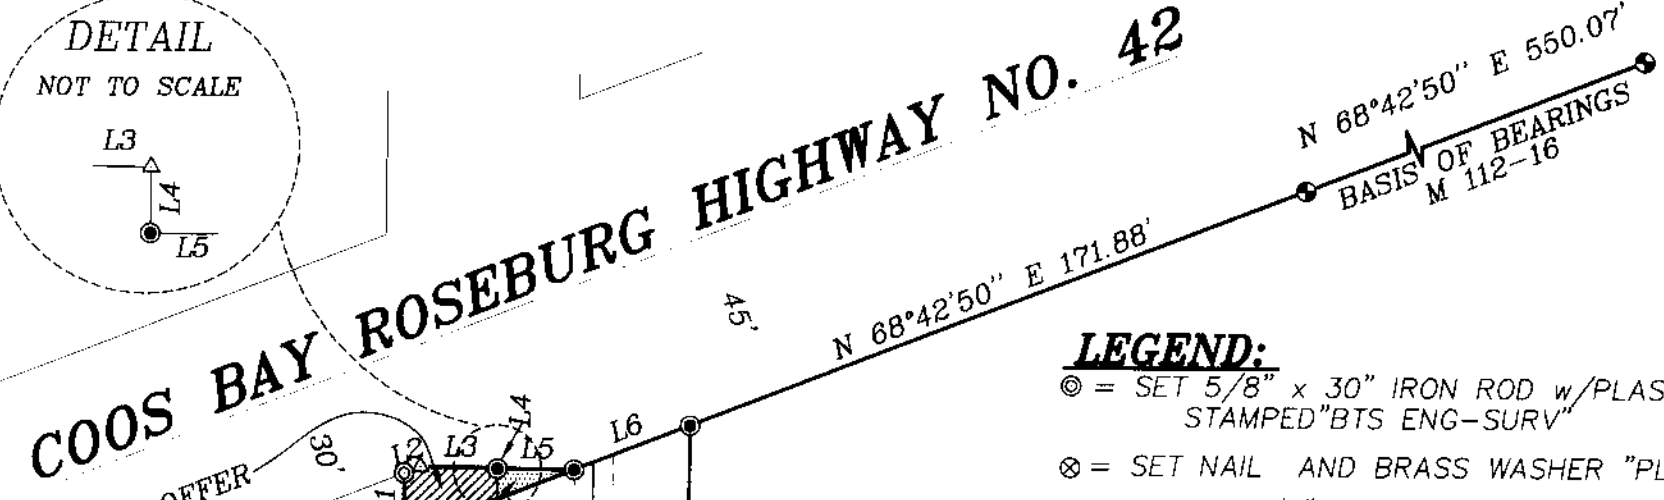 DETAIL
NOT TO SCALE
L3
L4
L5
COOS BAY ROSEBURG HIGHWAY NO. 42
N 68°42'50" E 550.07'
BASIS OF BEARINGS
M 112-16
N 68°42'50" E 171.88'
45'
30'
L2
L3
L4
L5
L6
OFFER
LEGEND:
◎ = SET 5/8" x 30" IRON ROD w/PLAS
STAMPED"BTS ENG-SURV"
⊗ = SET NAIL AND BRASS WASHER "PL